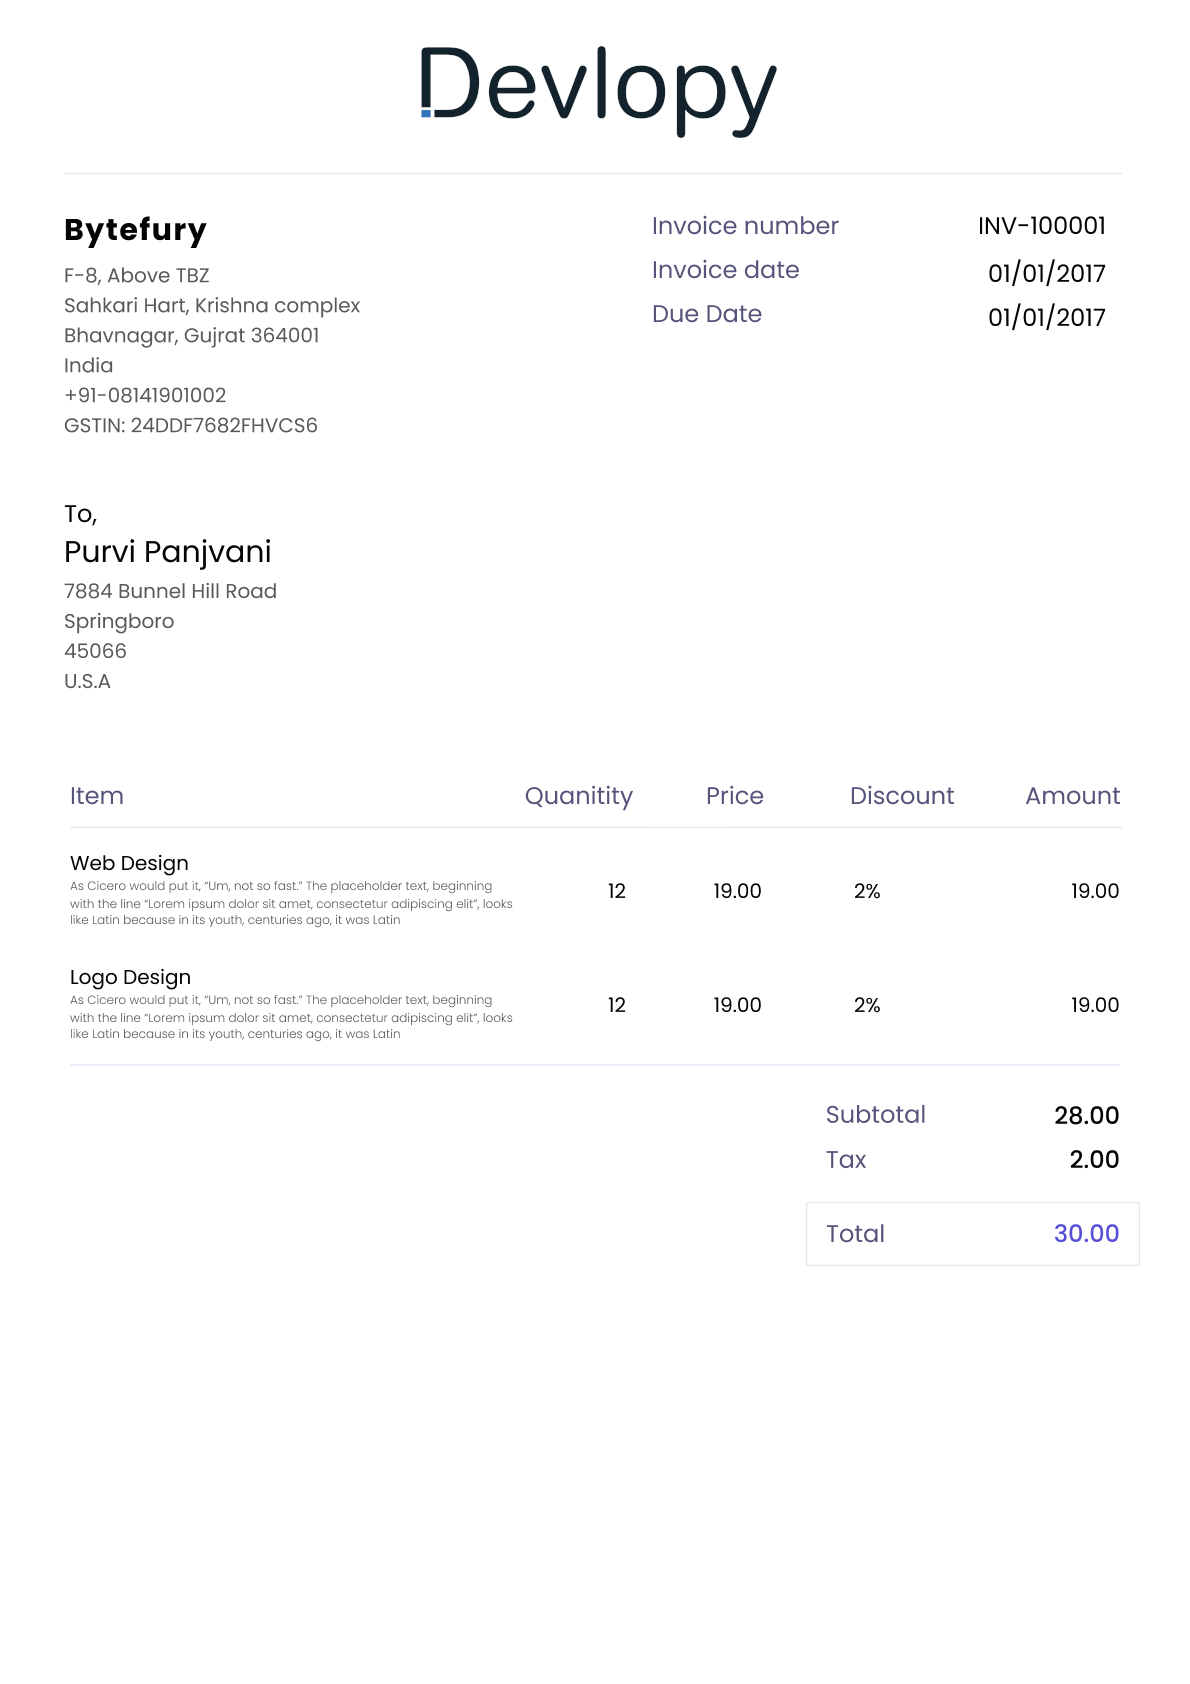 Devlopy
Bytefury
F-8, Above TBZ
Sahkari Hart, Krishna complex
Bhavnagar, Gujrat 364001
India
+91-08141901002
GSTIN: 24DDF7682FHVCS6
Invoice number INV-100001
Invoice date 01/01/2017
Due Date 01/01/2017
To,
Purvi Panjvani
7884 Bunnel Hill Road
Springboro
45066
U.S.A
Item Quanitity Price Discount Amount
Web Design
As Cicero would put it, “Um, not so fast.” The placeholder text, beginning
with the line “Lorem ipsum dolor sit amet, consectetur adipiscing elit”, looks
like Latin because in its youth, centuries ago, it was Latin
12 19.00 2% 19.00
Logo Design
As Cicero would put it, “Um, not so fast.” The placeholder text, beginning
with the line “Lorem ipsum dolor sit amet, consectetur adipiscing elit”, looks
like Latin because in its youth, centuries ago, it was Latin
12 19.00 2% 19.00
Subtotal 28.00
Tax 2.00
Total 30.00